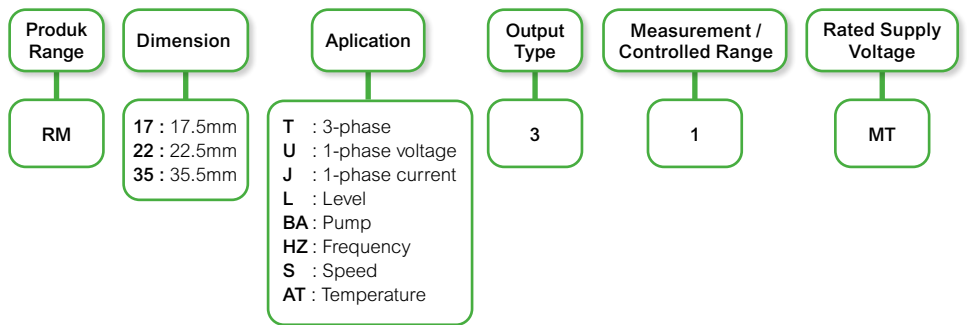 Produk
Range
Dimension
Aplication
Output
Type
Measurement /
Controlled Range
Rated Supply
Voltage
RM
17 : 17.5mm
22 : 22.5mm
35 : 35.5mm
T : 3-phase
U : 1-phase voltage
J : 1-phase current
L : Level
BA : Pump
HZ : Frequency
S : Speed
AT : Temperature
3
1
MT